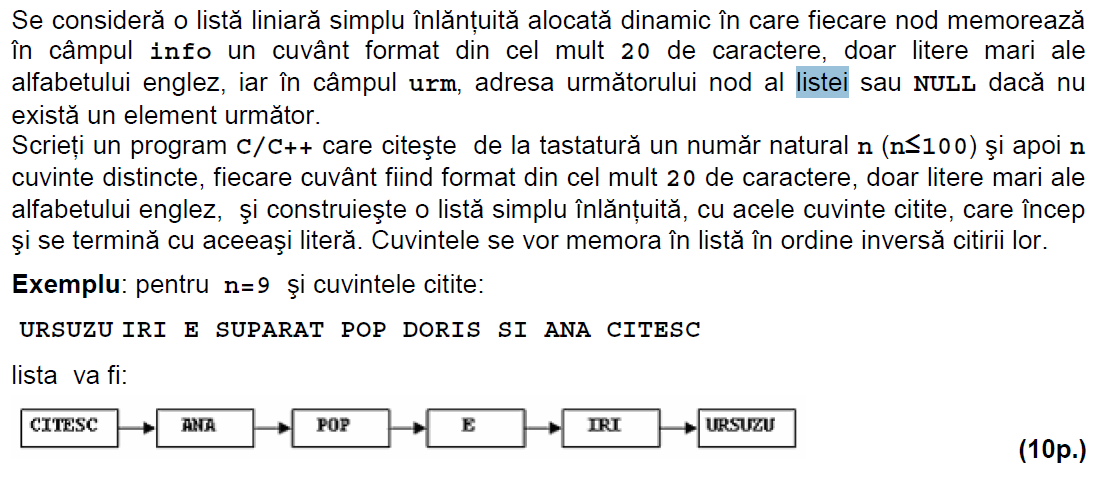 Se consideră o listă liniară simplu înlănţuită alocată dinamic în care fiecare nod memorează
în câmpul info un cuvânt format din cel mult 20 de caractere, doar litere mari ale
alfabetului englez, iar în câmpul urm, adresa următorului nod al listei sau NULL dacă nu
există un element următor.
Scrieţi un program C/C++ care citeşte de la tastatură un număr natural n (n≤100) şi apoi n
cuvinte distincte, fiecare cuvânt fiind format din cel mult 20 de caractere, doar litere mari ale
alfabetului englez, şi construieşte o listă simplu înlănţuită, cu acele cuvinte citite, care încep
şi se termină cu aceeaşi literă. Cuvintele se vor memora în listă în ordine inversă citirii lor.
Exemplu: pentru n=9 şi cuvintele citite:
URSUZU IRI E SUPARAT POP DORIS SI ANA CITESC
lista va fi:
CITESC ANA POP E IRI URSUZU
(10p.)